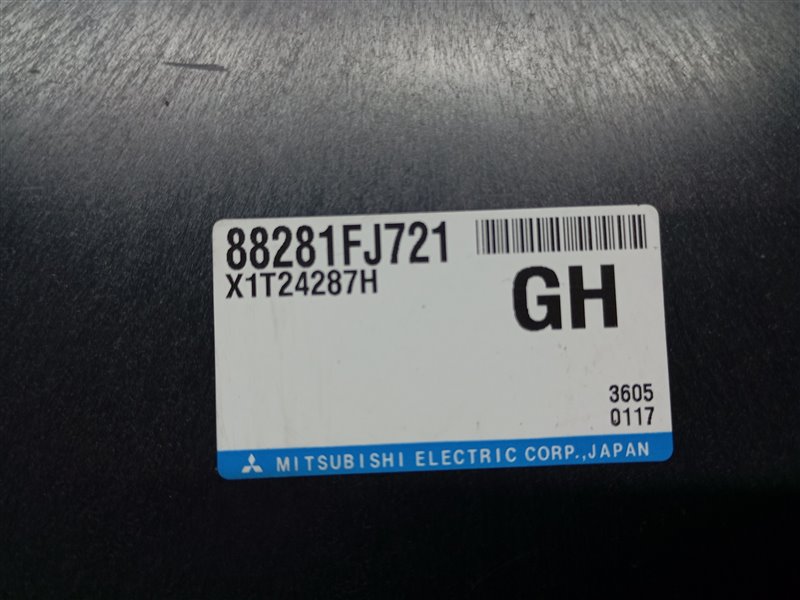 88281FJ721
X1T24287H
GH
3605
0117
MITSUBISHI ELECTRIC CORP.,JAPAN